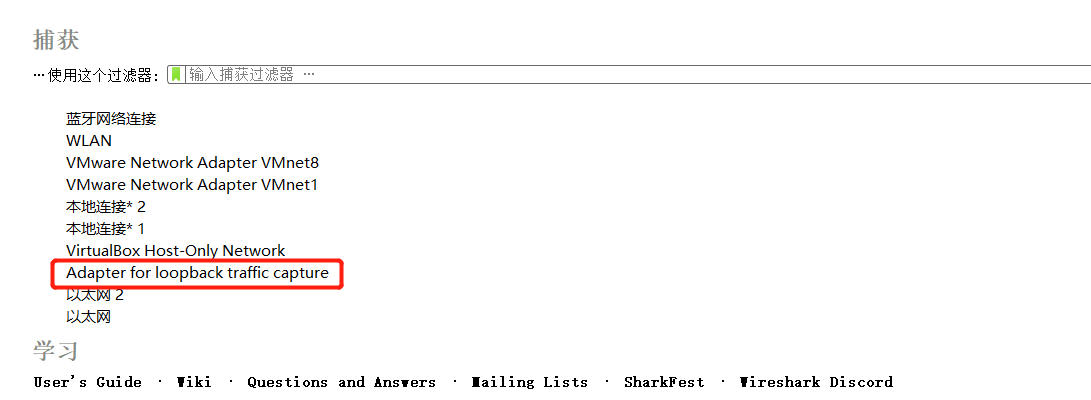 捕获
… 使用这个过滤器： 输入捕获过滤器 …
蓝牙网络连接
WLAN
VMware Network Adapter VMnet8
VMware Network Adapter VMnet1
本地连接* 2
本地连接* 1
VirtualBox Host-Only Network
Adapter for loopback traffic capture
以太网 2
以太网
学习
User's Guide · Wiki · Questions and Answers · Mailing Lists · SharkFest · Wireshark Discord